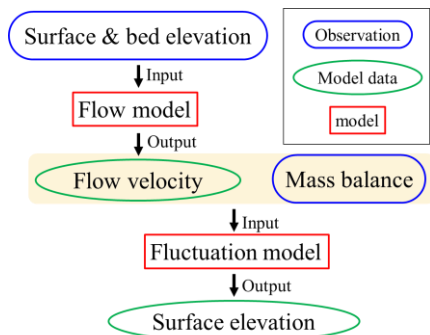 Surface & bed elevation
Input
Flow model
Output
Flow velocity
Mass balance
Input
Fluctuation model
Output
Surface elevation
Observation
Model data
model